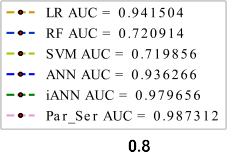 LR AUC = 0.941504
RF AUC = 0.720914
SVM AUC = 0.719856
ANN AUC = 0.936266
iANN AUC = 0.979656
Par_Ser AUC = 0.987312
0.8